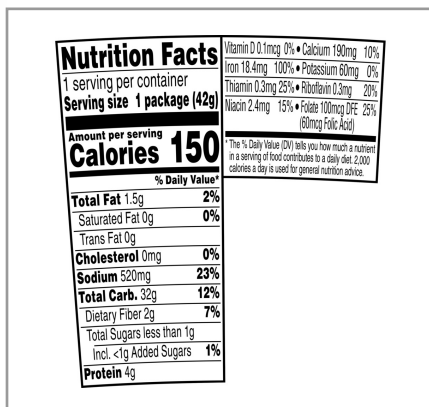 Nutrition Facts
1 serving per container
Serving size 1 package (42g)
Amount per serving
Calories 150
% Daily Value*
Total Fat 1.5g 2%
Saturated Fat 0g 0%
Trans Fat 0g
Cholesterol 0mg 0%
Sodium 520mg 23%
Total Carb. 32g 12%
Dietary Fiber 2g 7%
Total Sugars less than 1g
Incl. <1g Added Sugars 1%
Protein 4g
Vitamin D 0.1mcg 0% • Calcium 190mg 10%
Iron 18.4mg 100% • Potassium 60mg 0%
Thiamin 0.3mg 25% • Riboflavin 0.3mg 20%
Niacin 2.4mg 15% • Folate 100mcg DFE 25%
(60mcg Folic Acid)
* The % Daily Value (DV) tells you how much a nutrient
in a serving of food contributes to a daily diet. 2,000
calories a day is used for general nutrition advice.